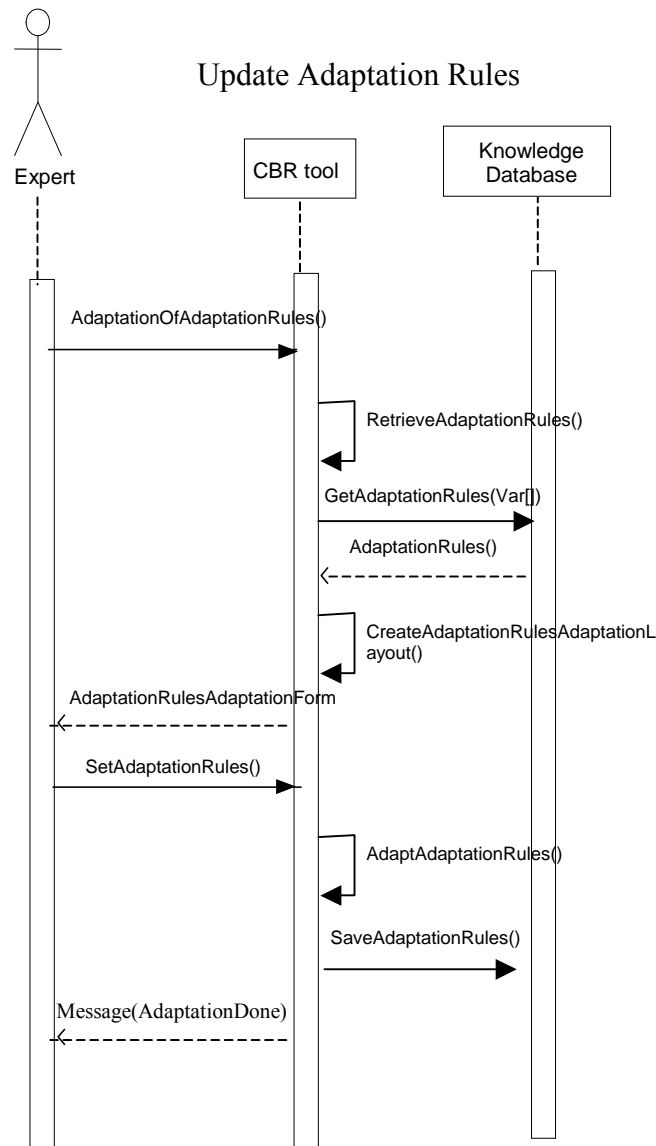 Update Adaptation Rules
Expert
CBR tool
Knowledge
Database
AdaptationOfAdaptationRules()
RetrieveAdaptationRules()
GetAdaptationRules(Var[])
AdaptationRules()
CreateAdaptationRulesAdaptationL
ayout()
AdaptationRulesAdaptationForm
SetAdaptationRules()
AdaptAdaptationRules()
SaveAdaptationRules()
Message(AdaptationDone)